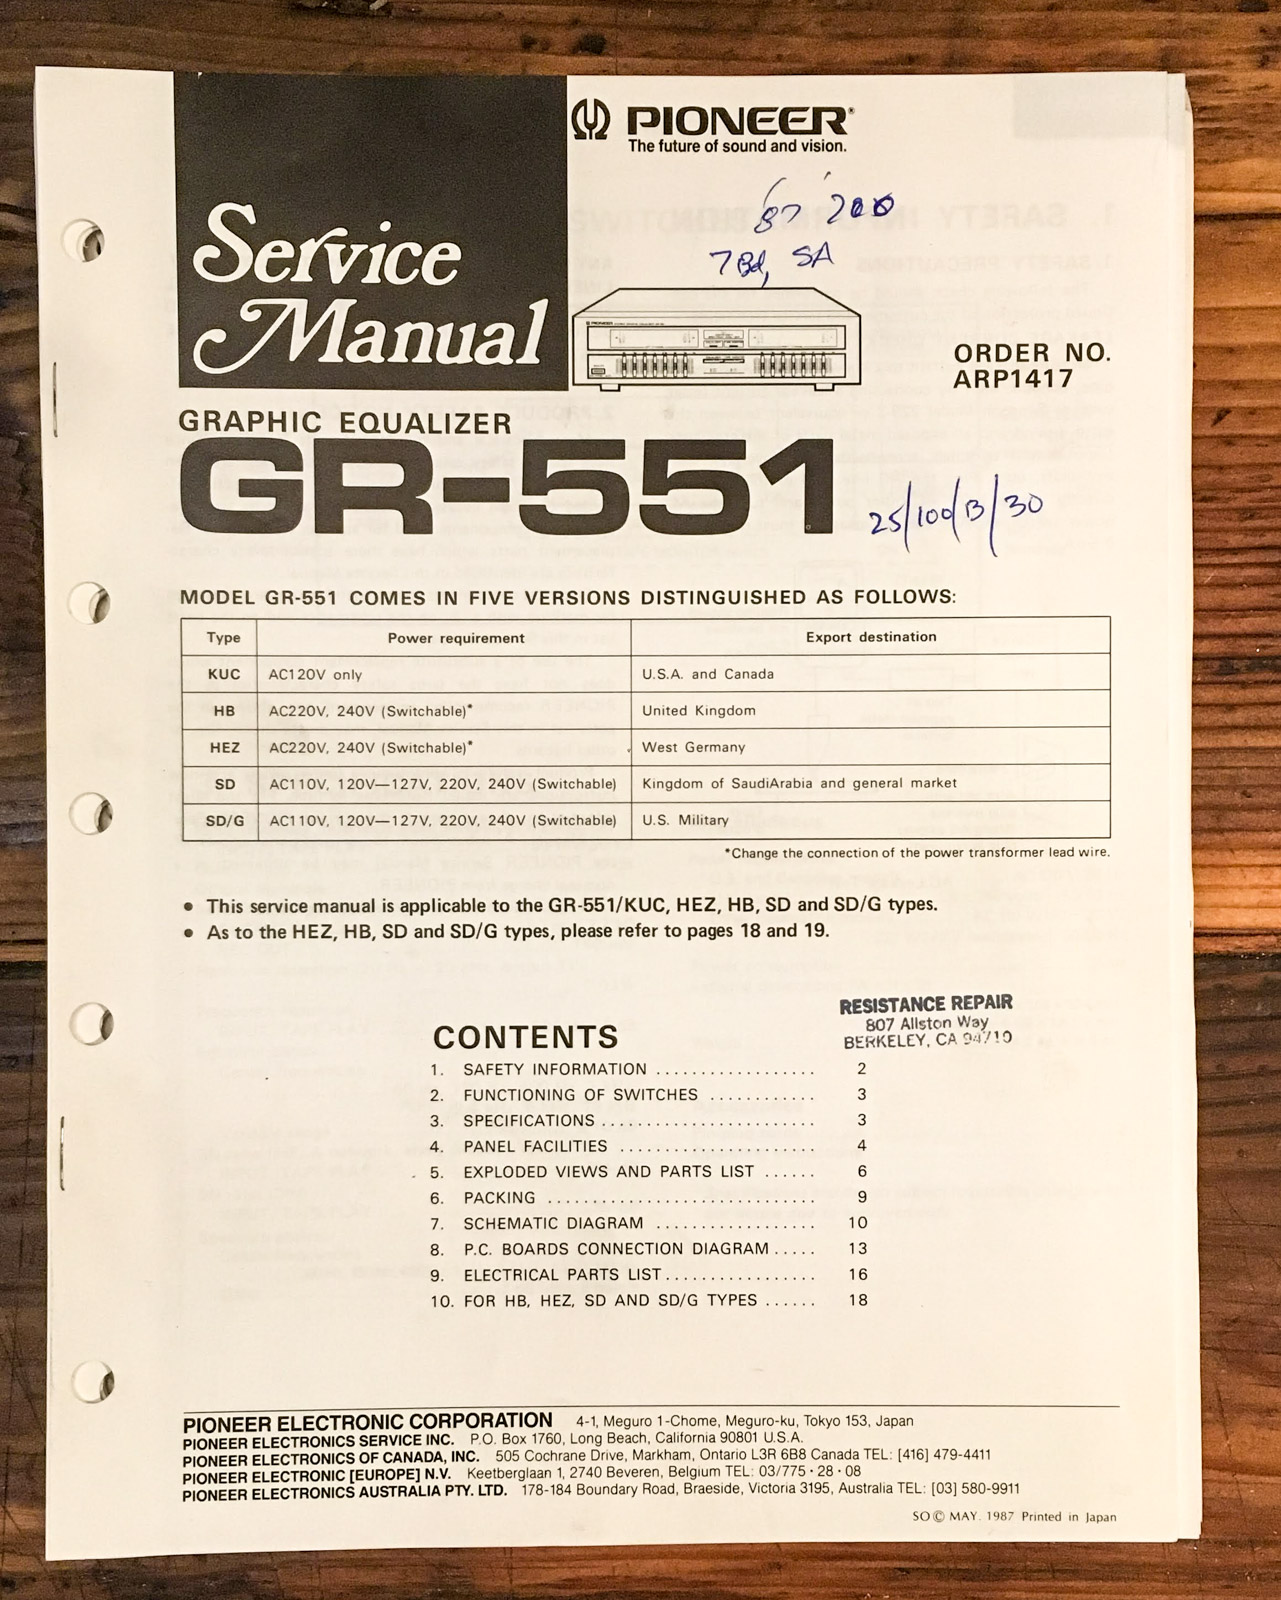 PIONEER®
The future of sound and vision.
Service
Manual
87 200
7Bd, SA
PIONEER
ORDER NO.
ARP1417
GRAPHIC EQUALIZER
GR-551
25/100/B/30
MODEL GR-551 COMES IN FIVE VERSIONS DISTINGUISHED AS FOLLOWS:
Type Power requirement Export destination
KUC AC120V only U.S.A. and Canada
HB AC220V, 240V (Switchable)* United Kingdom
HEZ AC220V, 240V (Switchable)* West Germany
SD AC110V, 120V—127V, 220V, 240V (Switchable) Kingdom of SaudiArabia and general market
SD/G AC110V, 120V—127V, 220V, 240V (Switchable) U.S. Military
*Change the connection of the power transformer lead wire.
● This service manual is applicable to the GR-551/KUC, HEZ, HB, SD and SD/G types.
● As to the HEZ, HB, SD and SD/G types, please refer to pages 18 and 19.
RESISTANCE REPAIR
807 Allston Way
BERKELEY, CA 94710
CONTENTS
1. SAFETY INFORMATION .................. 2
2. FUNCTIONING OF SWITCHES ............ 3
3. SPECIFICATIONS ........................ 3
4. PANEL FACILITIES ...................... 4
5. EXPLODED VIEWS AND PARTS LIST ...... 6
6. PACKING .............................. 9
7. SCHEMATIC DIAGRAM .................. 10
8. P.C. BOARDS CONNECTION DIAGRAM ..... 13
9. ELECTRICAL PARTS LIST ................. 16
10. FOR HB, HEZ, SD AND SD/G TYPES ...... 18
PIONEER ELECTRONIC CORPORATION 4-1, Meguro 1-Chome, Meguro-ku, Tokyo 153, Japan
PIONEER ELECTRONICS SERVICE INC. P.O. Box 1760, Long Beach, California 90801 U.S.A.
PIONEER ELECTRONICS OF CANADA, INC. 505 Cochrane Drive, Markham, Ontario L3R 6B8 Canada TEL: [416] 479-4411
PIONEER ELECTRONIC [EUROPE] N.V. Keetberglaan 1, 2740 Beveren, Belgium TEL: 03/775·28·08
PIONEER ELECTRONICS AUSTRALIA PTY. LTD. 178-184 Boundary Road, Braeside, Victoria 3195, Australia TEL: [03] 580-9911
SO © MAY. 1987 Printed in Japan